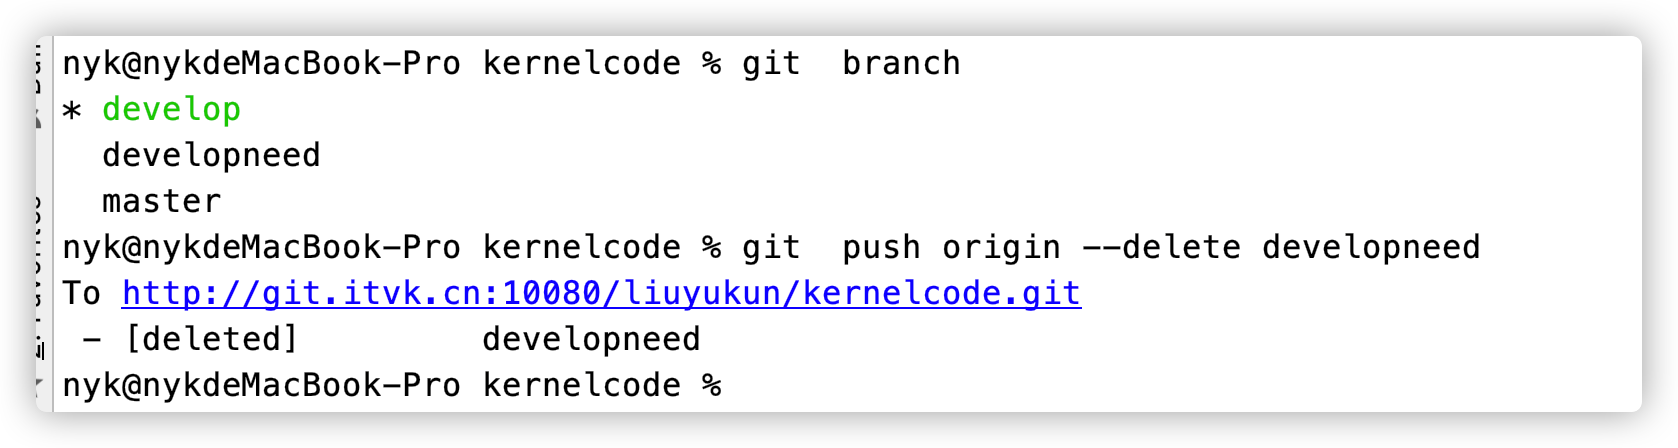 nyk@nykdeMacBook-Pro kernelcode % git  branch
* develop
  developneed
  master
nyk@nykdeMacBook-Pro kernelcode % git  push origin --delete developneed
To http://git.itvk.cn:10080/liuyukun/kernelcode.git
 - [deleted]         developneed
nyk@nykdeMacBook-Pro kernelcode %